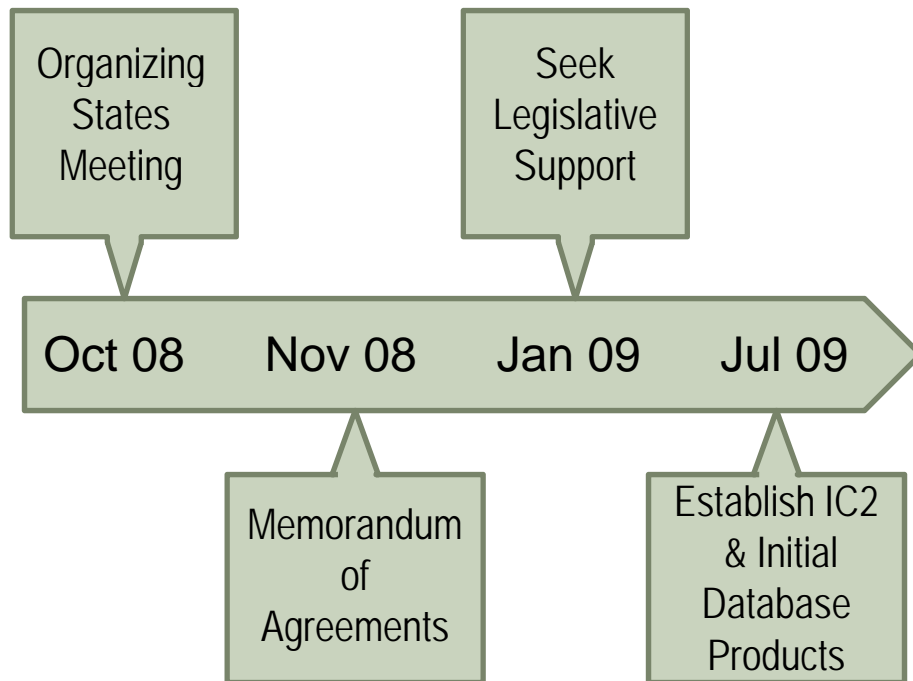 Organizing
States
Meeting
Seek
Legislative
Support
Oct 08
Nov 08
Jan 09
Jul 09
Memorandum
of
Agreements
Establish IC2
& Initial
Database
Products